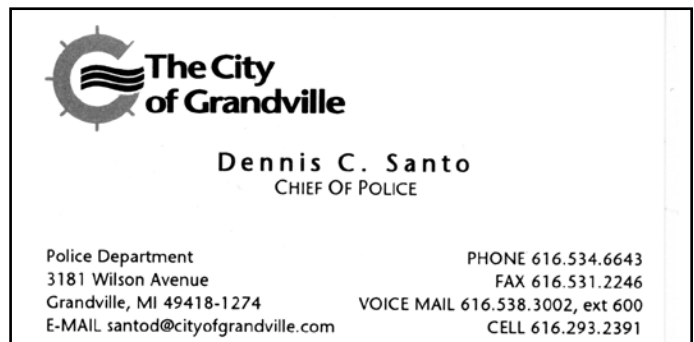 The City
of Grandville
Dennis C. Santo
CHIEF OF POLICE
Police Department
3181 Wilson Avenue
Grandville, MI 49418-1274
E-MAIL santod@cityofgrandville.com
PHONE 616.534.6643
FAX 616.531.2246
VOICE MAIL 616.538.3002, ext 600
CELL 616.293.2391